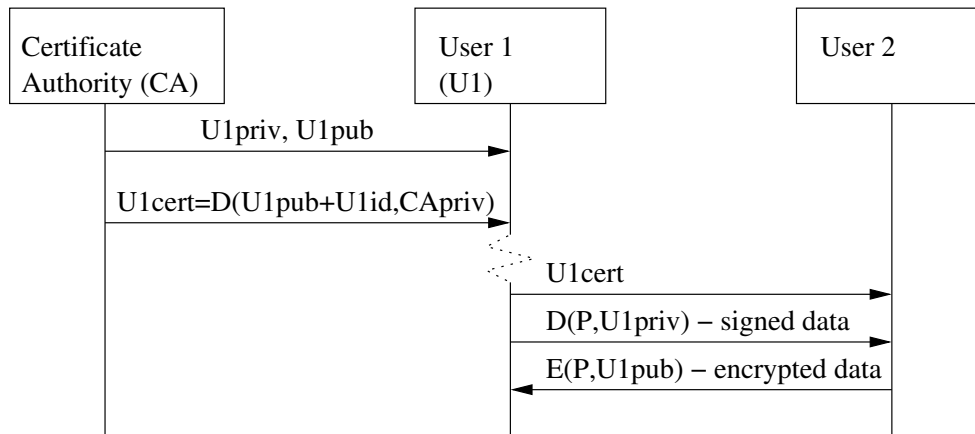 Certificate
Authority (CA)
User 1
(U1)
User 2
U1priv, U1pub
U1cert=D(U1pub+U1id,CApriv)
U1cert
D(P,U1priv) − signed data
E(P,U1pub) − encrypted data